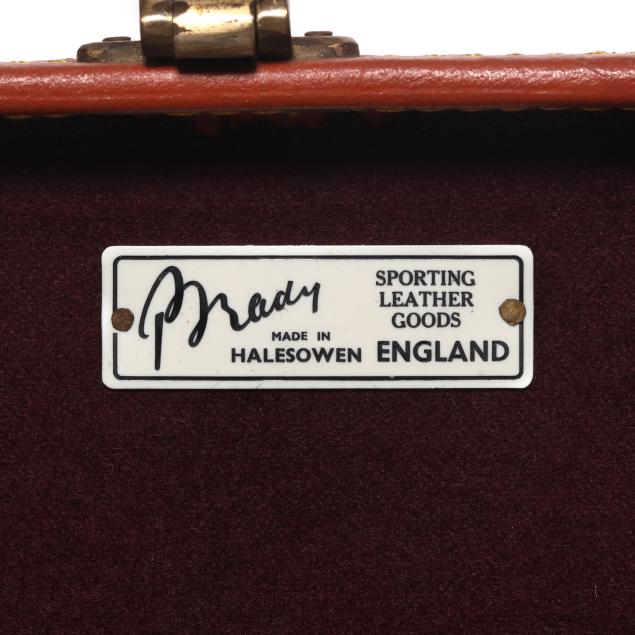 Brady
MADE IN
HALESOWEN
SPORTING
LEATHER
GOODS
ENGLAND